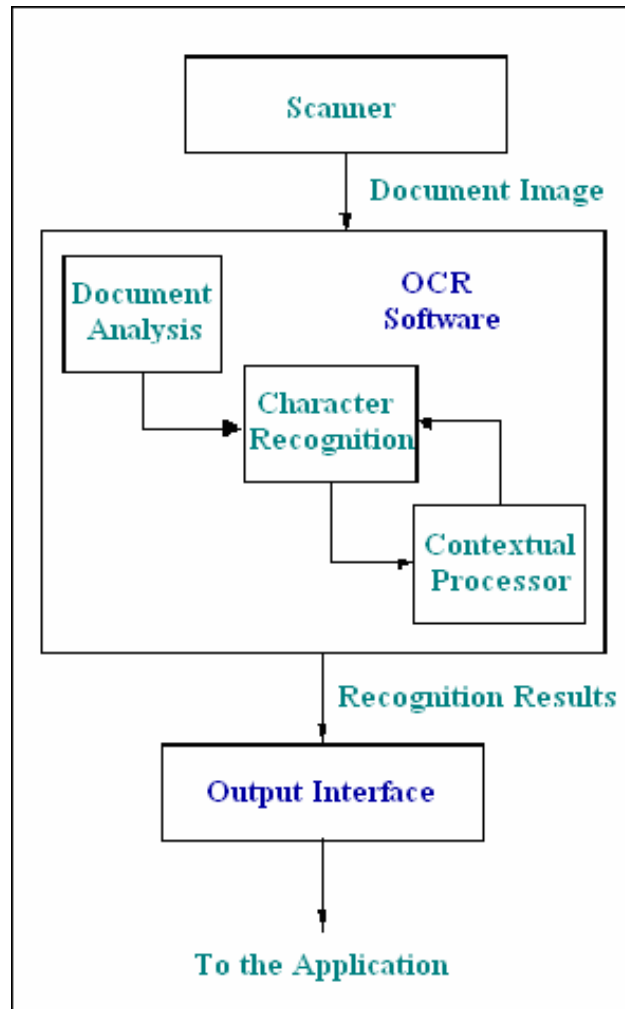 Scanner
Document Image
OCR
Software
Document
Analysis
Character
Recognition
Contextual
Processor
Recognition Results
Output Interface
To the Application